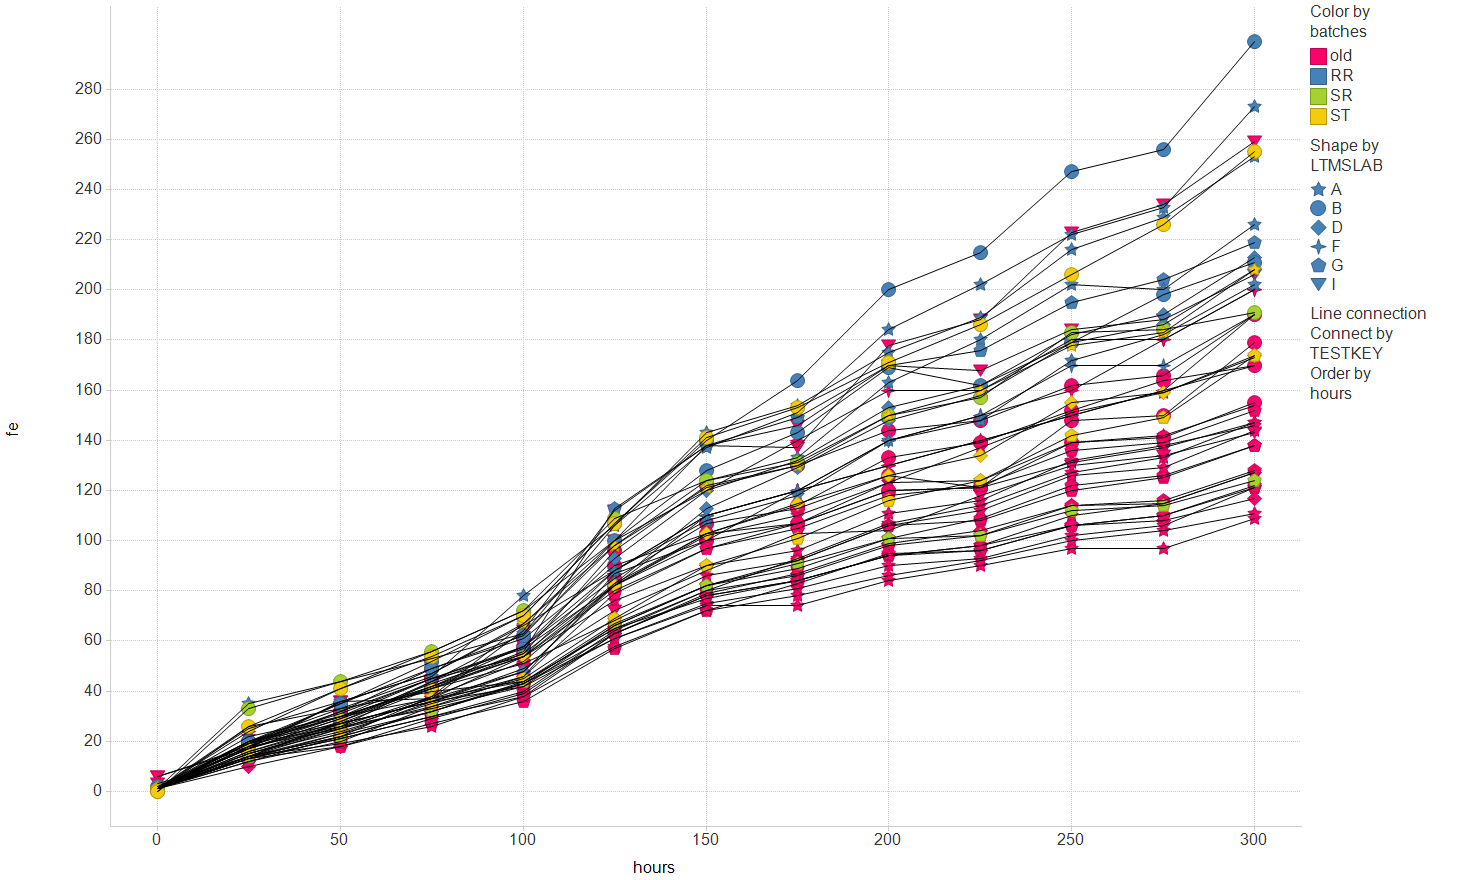 Color by
batches
old
RR
SR
ST
Shape by
LTMSLAB
A
B
D
F
G
I
Line connection
Connect by
TESTKEY
Order by
hours
fe
280
260
240
220
200
180
160
140
120
100
80
60
40
20
0
0 50 100 150 200 250 300
hours